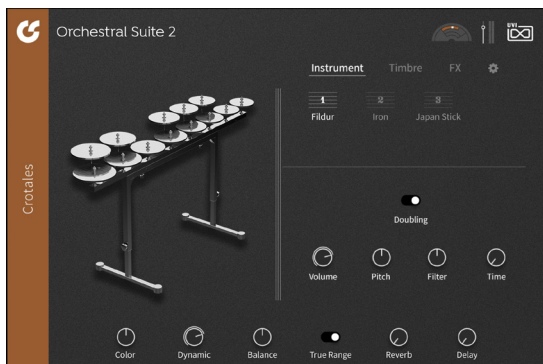 Orchestral Suite 2
UVI
Instrument Timbre FX
1 2 3
Fildur Iron Japan Stick
Crotales
Doubling
Volume Pitch Filter Time
Color Dynamic Balance True Range Reverb Delay